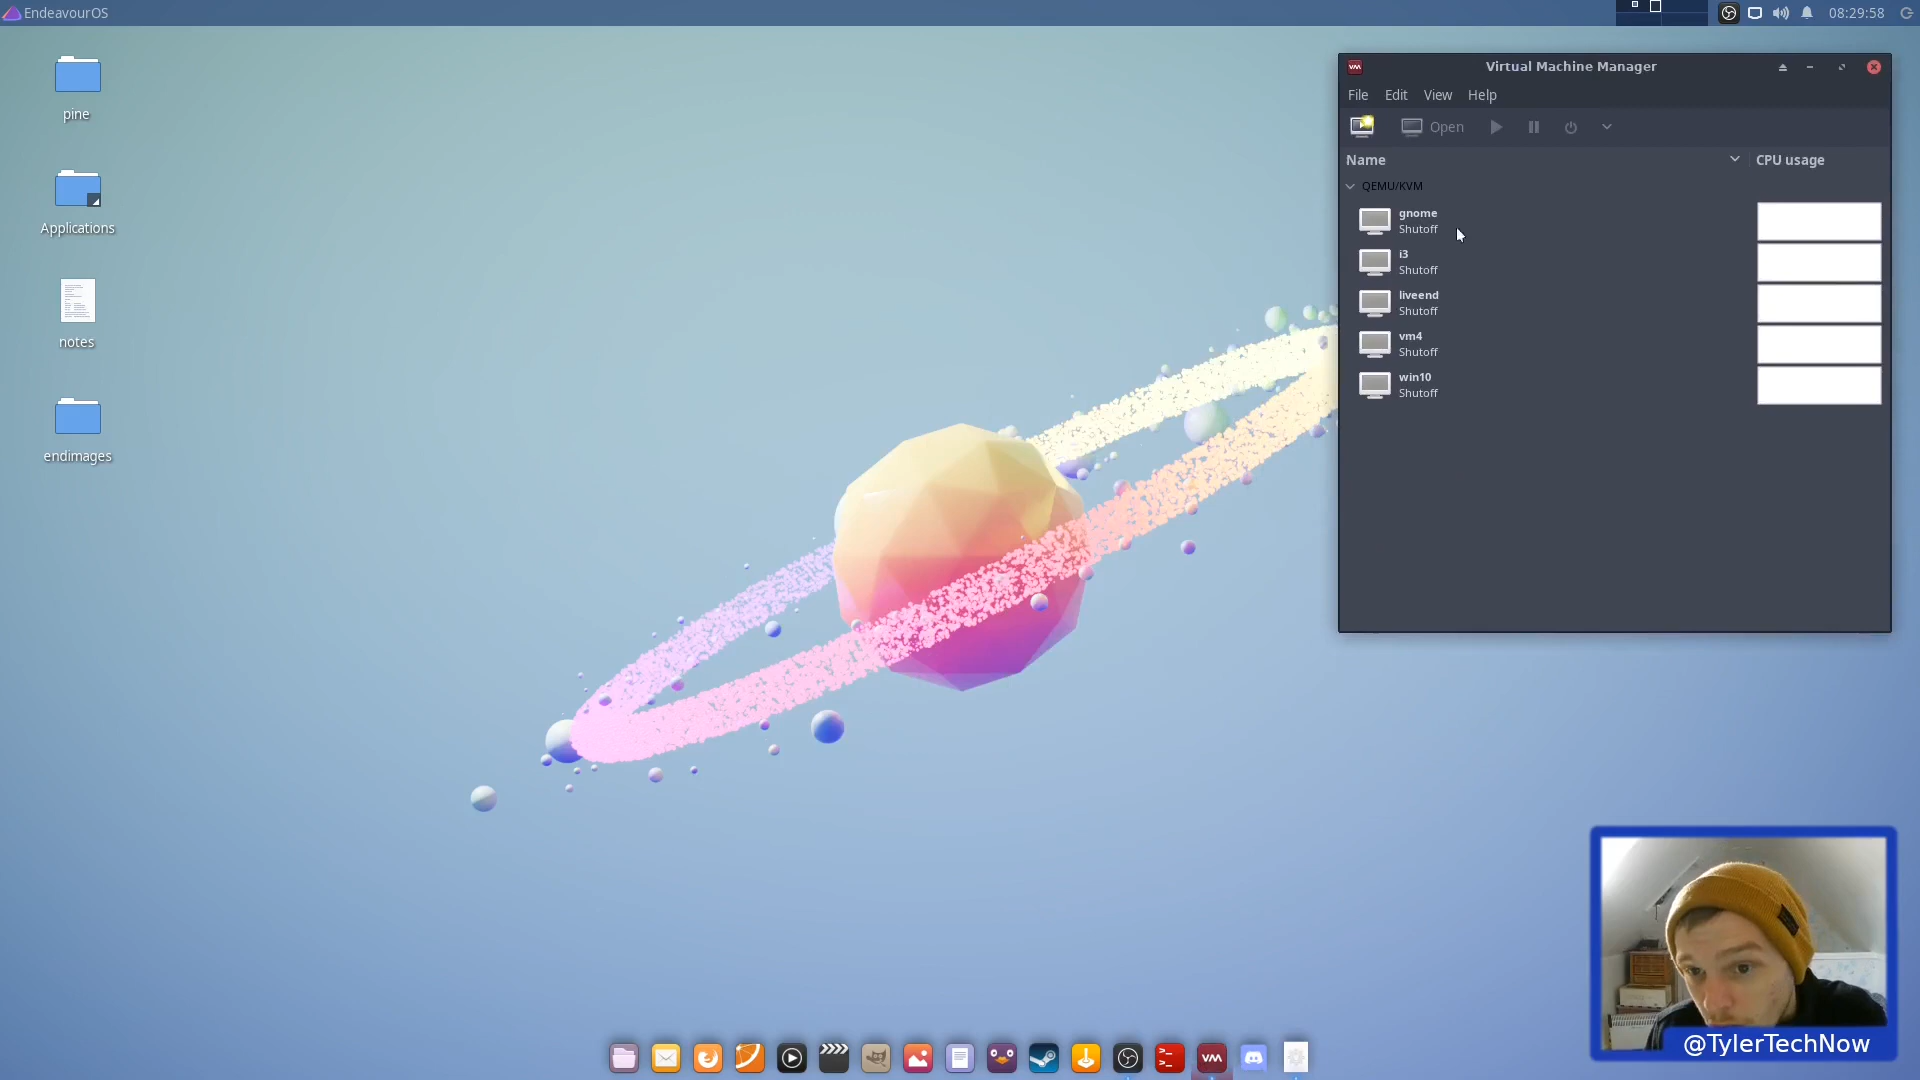 EndeavourOS
08:29:58
pine
Applications
notes
endimages
Virtual Machine Manager
File Edit View Help
Open
Name CPU usage
QEMU/KVM
gnome
Shutoff
i3
Shutoff
liveend
Shutoff
vm4
Shutoff
win10
Shutoff
@TylerTechNow